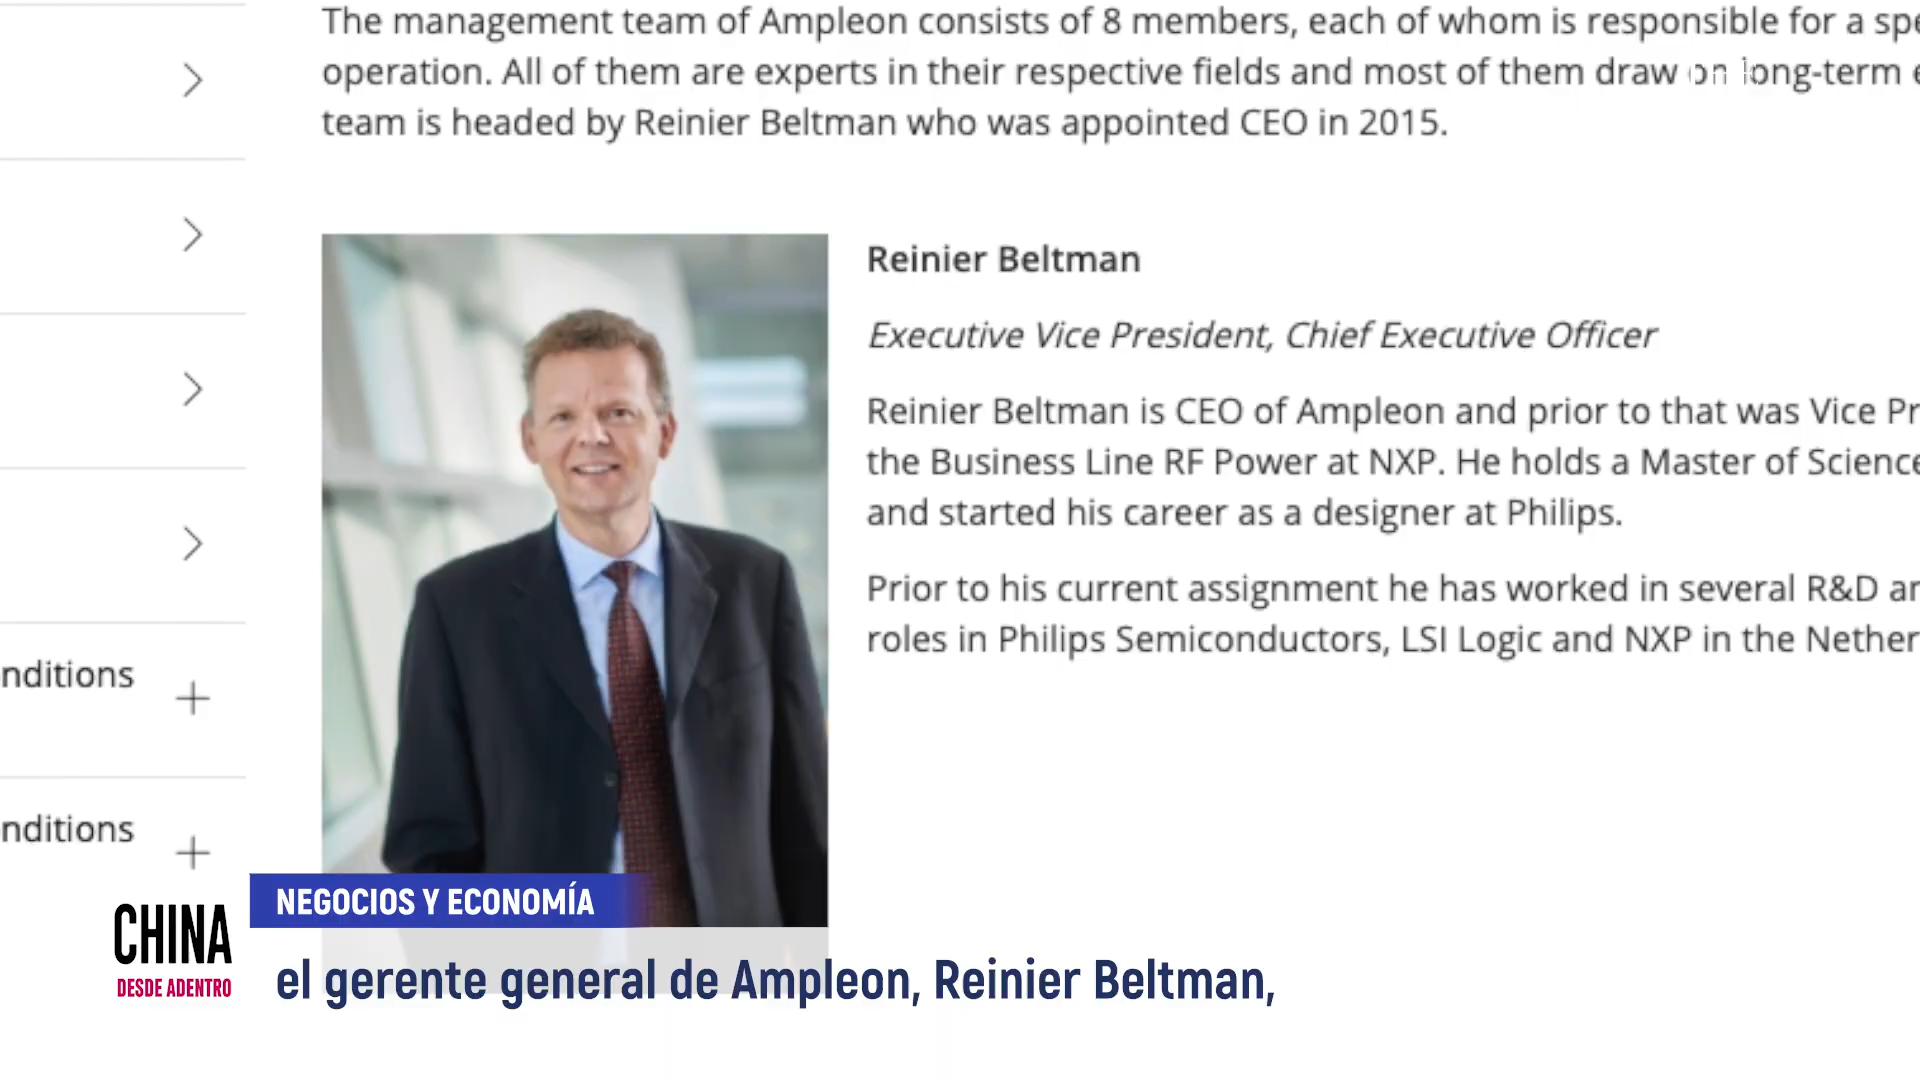 The management team of Ampleon consists of 8 members, each of whom is responsible for a spe
operation. All of them are experts in their respective fields and most of them draw on long-term e
team is headed by Reinier Beltman who was appointed CEO in 2015.
Reinier Beltman
Executive Vice President, Chief Executive Officer
Reinier Beltman is CEO of Ampleon and prior to that was Vice Pr
the Business Line RF Power at NXP. He holds a Master of Science
and started his career as a designer at Philips.
Prior to his current assignment he has worked in several R&D ar
roles in Philips Semiconductors, LSI Logic and NXP in the Nether
nditions
nditions
NEGOCIOS Y ECONOMÍA
CHINA
DESDE ADENTRO
el gerente general de Ampleon, Reinier Beltman,